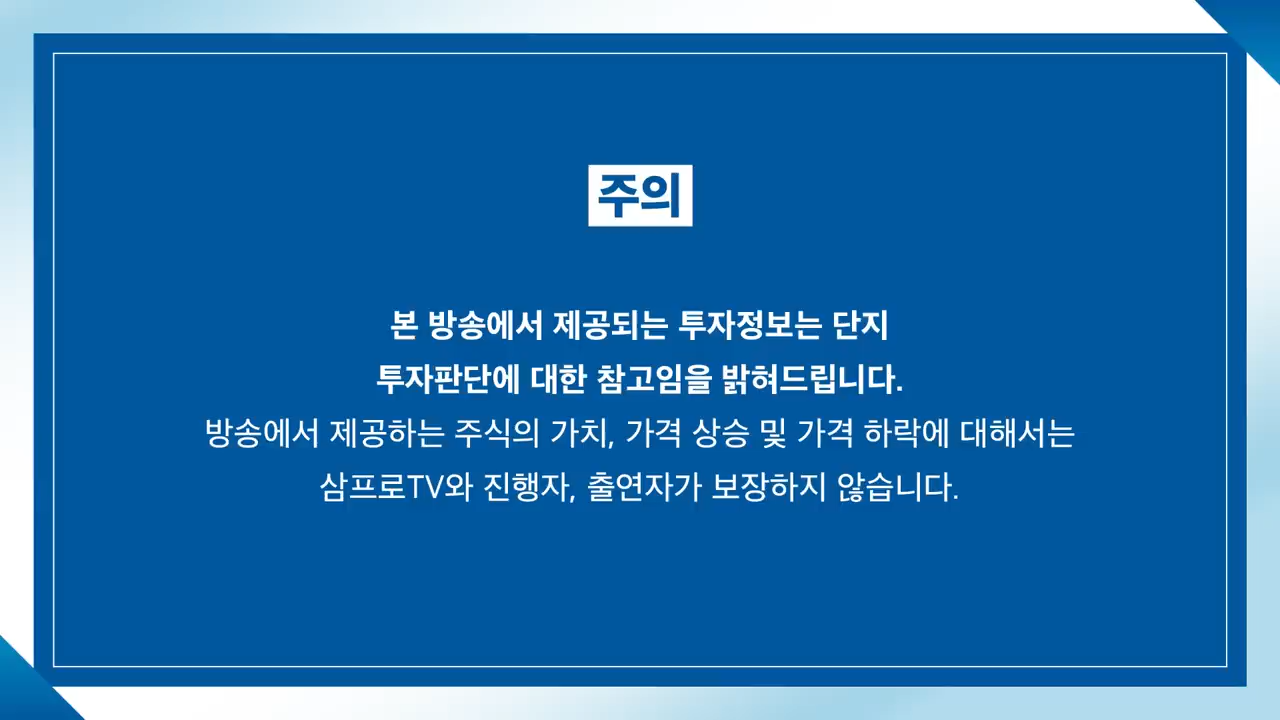 주의
본 방송에서 제공되는 투자정보는 단지
투자판단에 대한 참고임을 밝혀드립니다.
방송에서 제공하는 주식의 가치, 가격 상승 및 가격 하락에 대해서는
삼프로TV와 진행자, 출연자가 보장하지 않습니다.